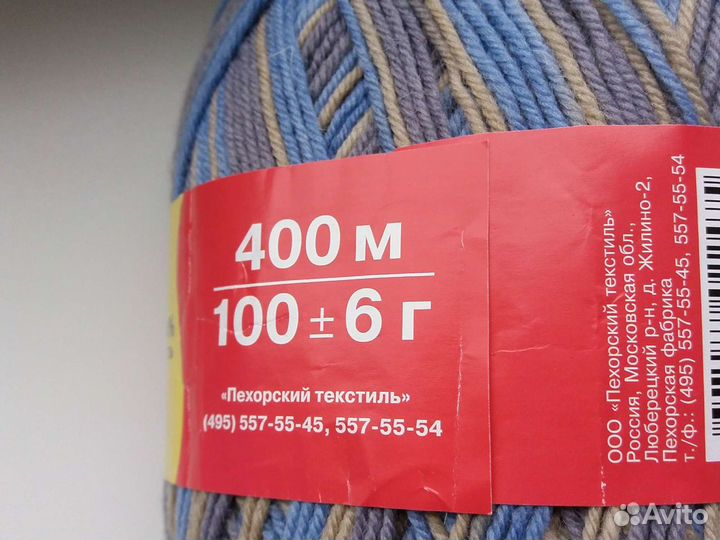 400 м
100 ± 6 г
«Пехорский текстиль»
(495) 557-55-45, 557-55-54
ООО «Пехорский текстиль»
Россия, Московская обл.,
Люберецкий р-н, д. Жилино-2,
Пехорская фабрика
т./ф.: (495) 557-55-45, 557-55-54
Avito